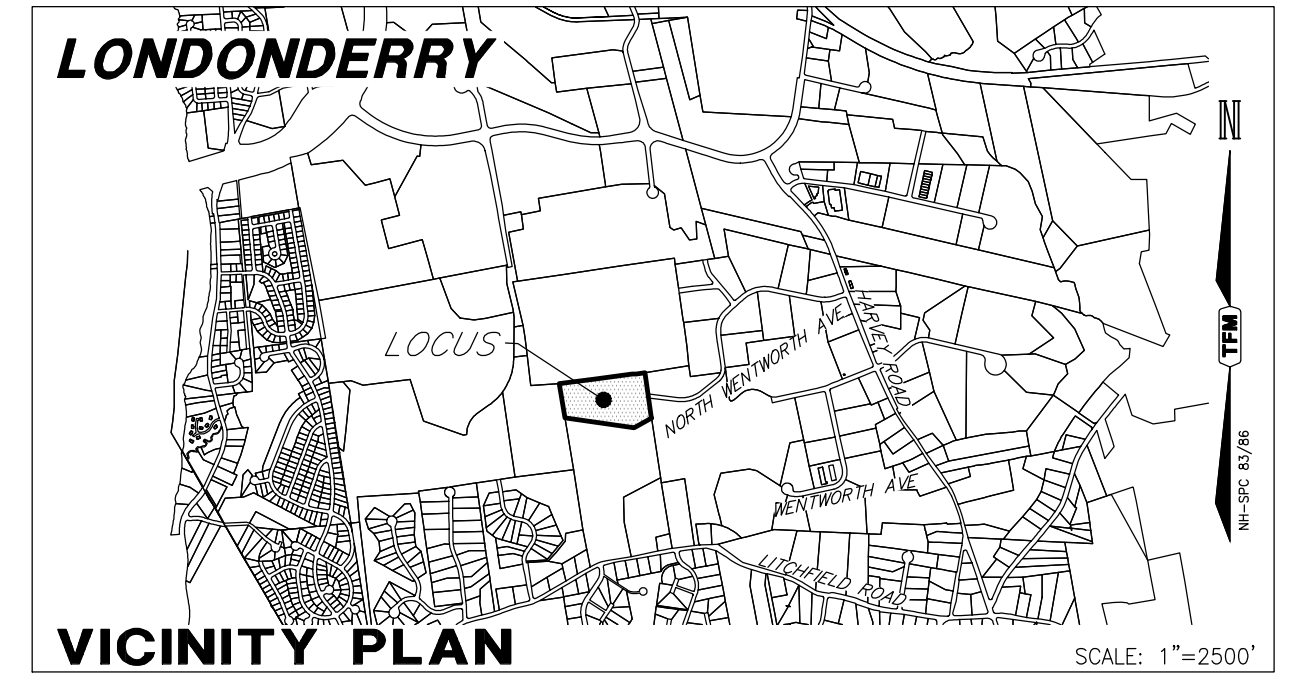 LONDONDERRY
N
TFM
NH-SPC 83/86
LOCUS
HARVEY ROAD
NORTH WENTWORTH AVE
WENTWORTH AVE
LITCHFIELD ROAD
VICINITY PLAN
SCALE: 1"=2500'